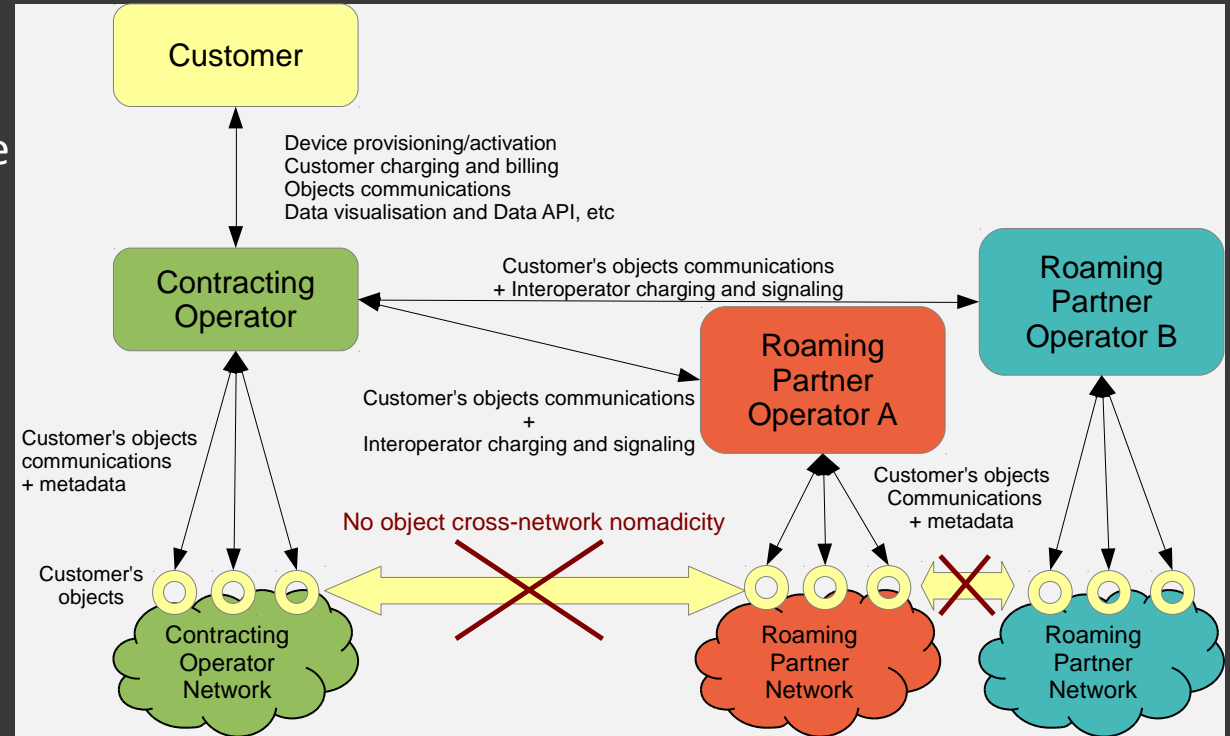 Customer
e
Device provisioning/activation
Customer charging and billing
Objects communications
Data visualisation and Data API, etc
Contracting
Operator
Customer's objects communications
+ Interoperator charging and signaling
Roaming
Partner
Operator B
Roaming
Partner
Operator A
Customer's objects communications
+
Interoperator charging and signaling
Customer's objects
communications
+ metadata
Customer's objects
Communications
+ metadata
No object cross-network nomadicity
Customer's
objects
Contracting
Operator
Network
Roaming
Partner
Network
Roaming
Partner
Network